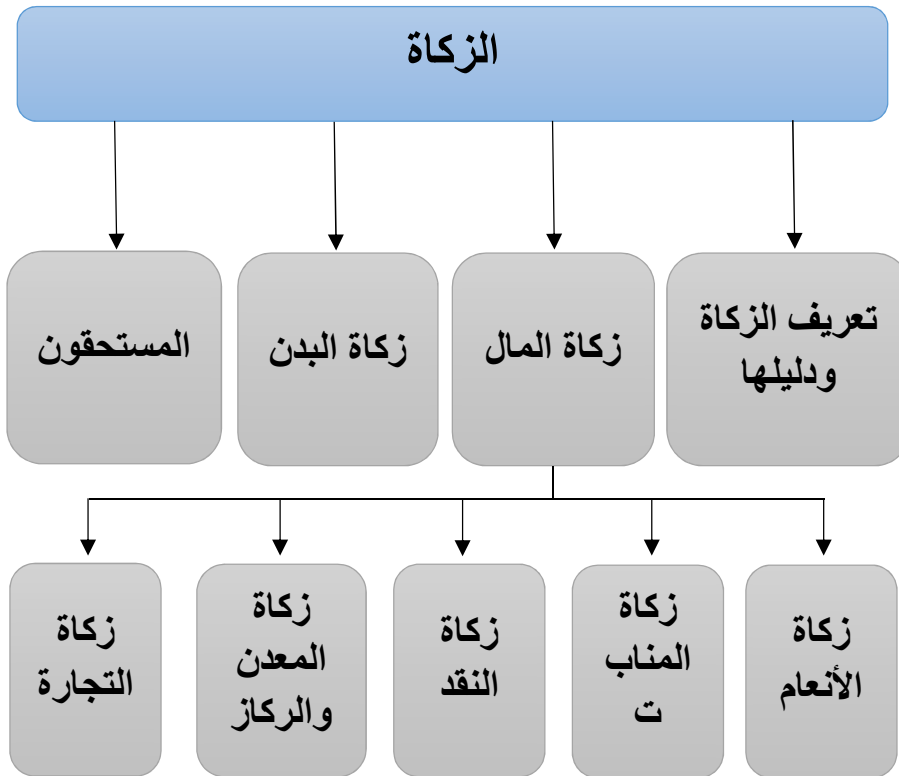 الزكاة
تعريف الزكاة
ودليلها
زكاة المال
زكاة البدن
المستحقون
زكاة
الأنعام
زكاة
المناب
ت
زكاة
النقد
زكاة
المعدن
والركاز
زكاة
التجارة